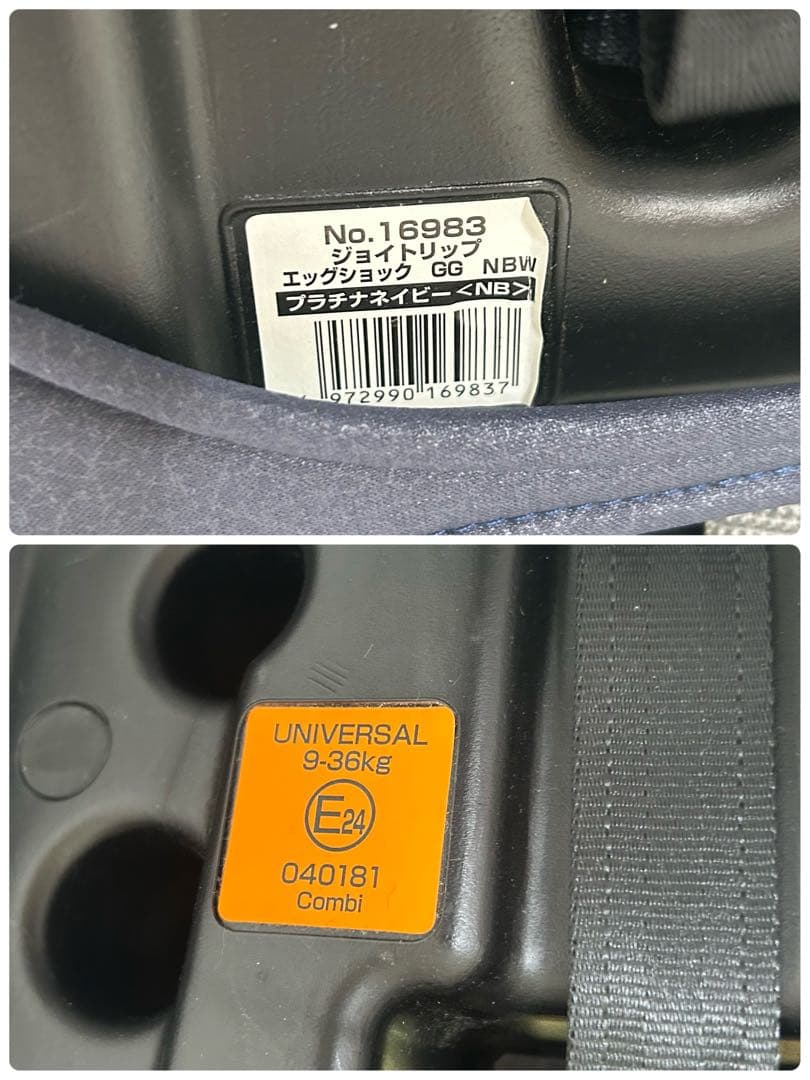 No.16983
ジョイトリップ
エッグショック GG NBW
プラチナネイビー<NB>
972990 169837
UNIVERSAL
9-36kg
E24
040181
Combi